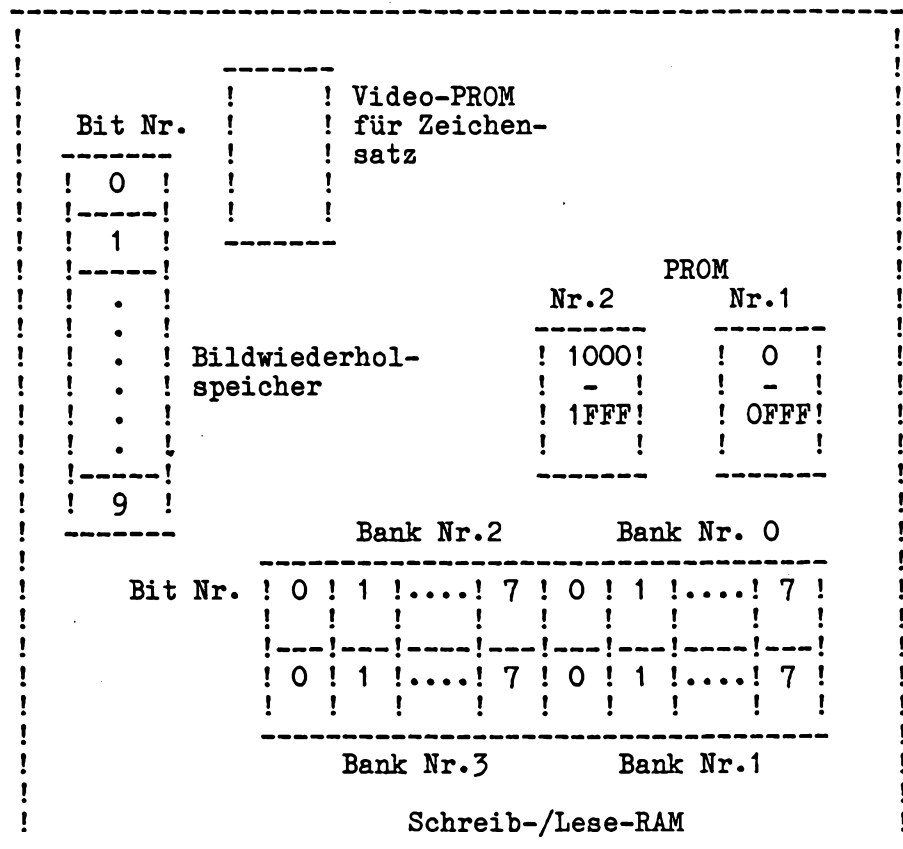 Video-PROM
Bit Nr. für Zeichen-
satz
0
1
PROM
Nr.2 Nr.1
Bildwiederhol- 1000 0
speicher - -
1FFF 0FFF
9
Bank Nr.2 Bank Nr. 0
Bit Nr. ! 0 ! 1 !....! 7 ! 0 ! 1 !....! 7 !
! 0 ! 1 !....! 7 ! 0 ! 1 !....! 7 !
Bank Nr.3 Bank Nr.1
Schreib-/Lese-RAM